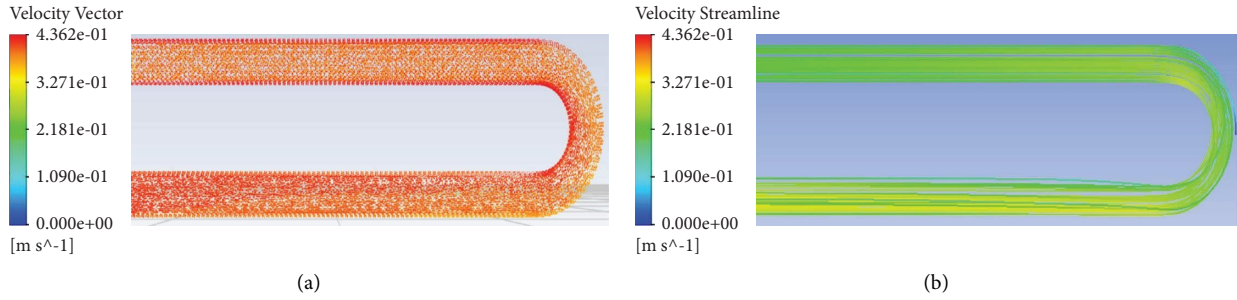 Velocity Vector
4.362e-01
3.271e-01
2.181e-01
1.090e-01
0.000e+00
[m s^-1]
(a)
Velocity Streamline
4.362e-01
3.271e-01
2.181e-01
1.090e-01
0.000e+00
[m s^-1]
(b)